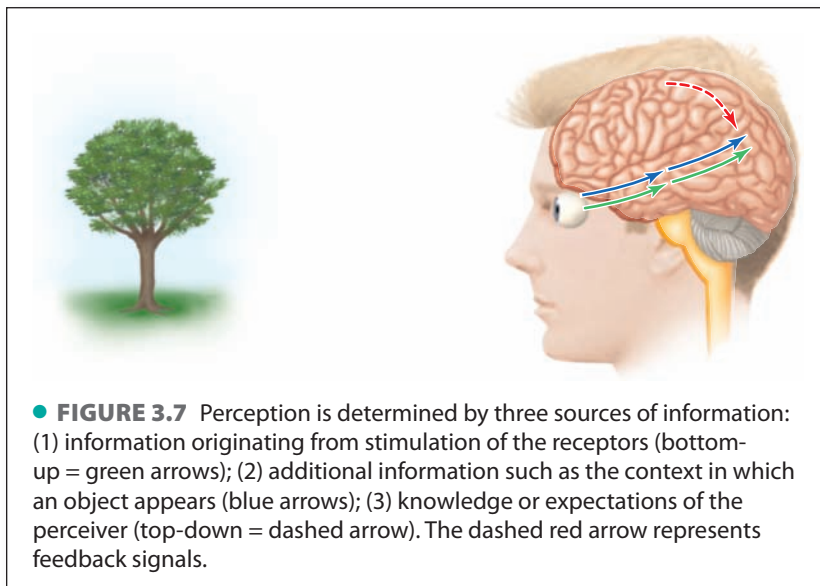 ● FIGURE 3.7 Perception is determined by three sources of information:
(1) information originating from stimulation of the receptors (bottom-
up = green arrows); (2) additional information such as the context in which
an object appears (blue arrows); (3) knowledge or expectations of the
perceiver (top-down = dashed arrow). The dashed red arrow represents
feedback signals.